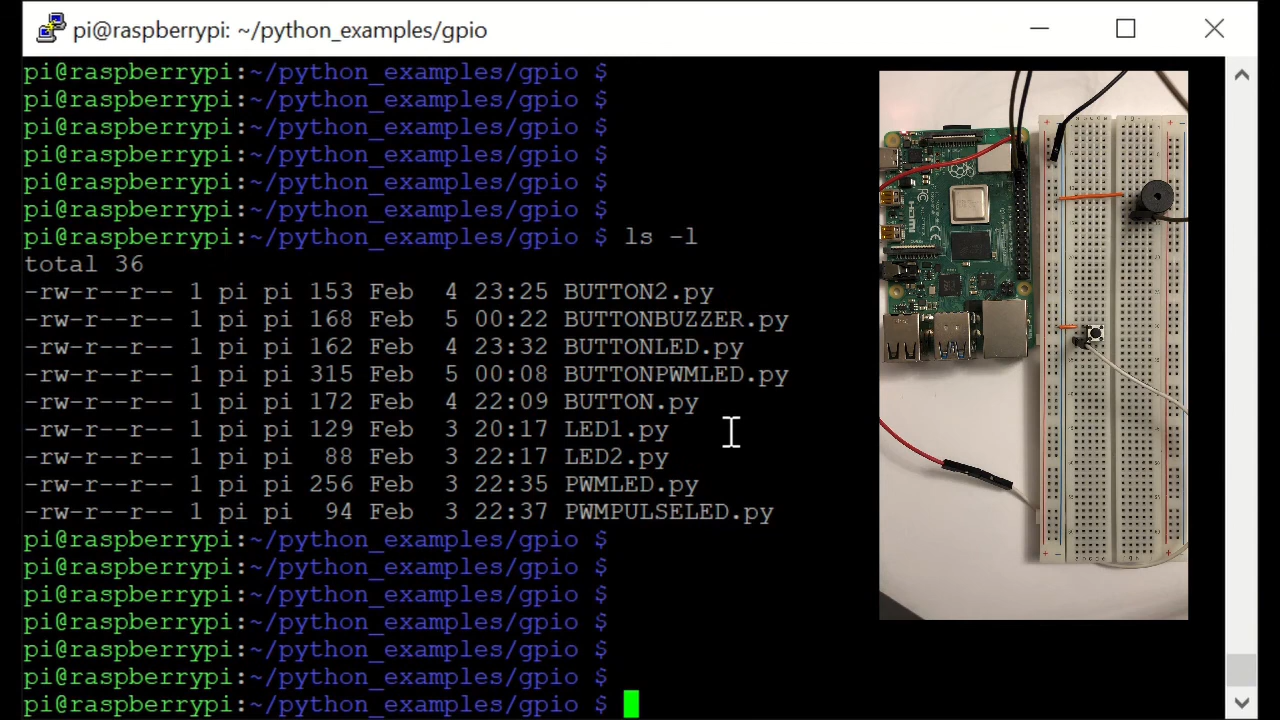 pi@raspberrypi: ~/python_examples/gpio
pi@raspberrypi:~/python_examples/gpio $
pi@raspberrypi:~/python_examples/gpio $
pi@raspberrypi:~/python_examples/gpio $
pi@raspberrypi:~/python_examples/gpio $
pi@raspberrypi:~/python_examples/gpio $
pi@raspberrypi:~/python_examples/gpio $
pi@raspberrypi:~/python_examples/gpio $ ls -l
total 36
-rw-r--r-- 1 pi pi 153 Feb  4 23:25 BUTTON2.py
-rw-r--r-- 1 pi pi 168 Feb  5 00:22 BUTTONBUZZER.py
-rw-r--r-- 1 pi pi 162 Feb  4 23:32 BUTTONLED.py
-rw-r--r-- 1 pi pi 315 Feb  5 00:08 BUTTONPWMLED.py
-rw-r--r-- 1 pi pi 172 Feb  4 22:09 BUTTON.py
-rw-r--r-- 1 pi pi 129 Feb  3 20:17 LED1.py
-rw-r--r-- 1 pi pi  88 Feb  3 22:17 LED2.py
-rw-r--r-- 1 pi pi 256 Feb  3 22:35 PWMLED.py
-rw-r--r-- 1 pi pi  94 Feb  3 22:37 PWMPULSELED.py
pi@raspberrypi:~/python_examples/gpio $
pi@raspberrypi:~/python_examples/gpio $
pi@raspberrypi:~/python_examples/gpio $
pi@raspberrypi:~/python_examples/gpio $
pi@raspberrypi:~/python_examples/gpio $
pi@raspberrypi:~/python_examples/gpio $
pi@raspberrypi:~/python_examples/gpio $
HDMI